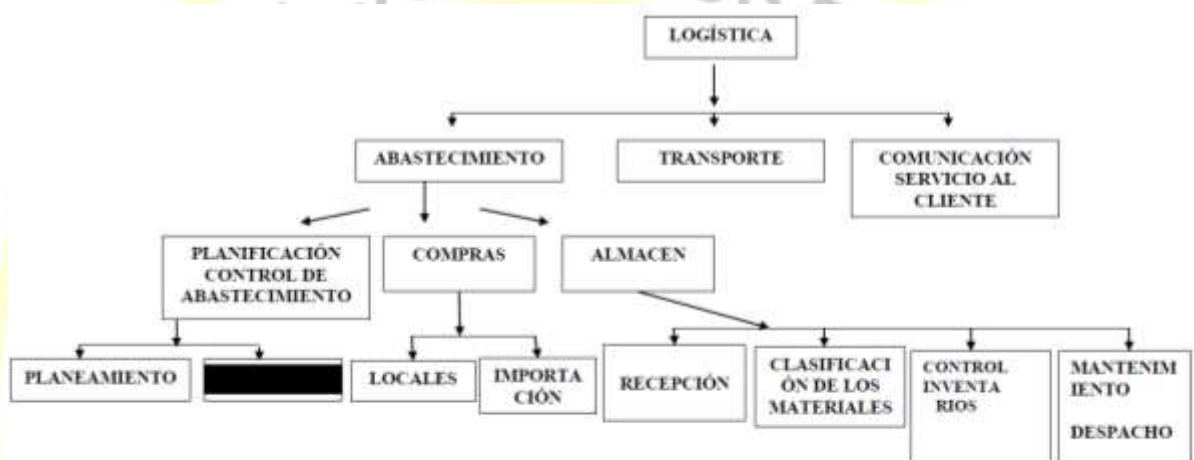 LOGÍSTICA
ABASTECIMIENTO
TRANSPORTE
COMUNICACIÓN
SERVICIO AL
CLIENTE
PLANIFICACIÓN
CONTROL DE
ABASTECIMIENTO
COMPRAS
ALMACEN
PLANEAMIENTO
LOCALES
IMPORTA
CIÓN
RECEPCIÓN
CLASIFICACI
ÓN DE LOS
MATERIALES
CONTROL
INVENTA
RIOS
MANTENIM
IENTO
DESPACHO